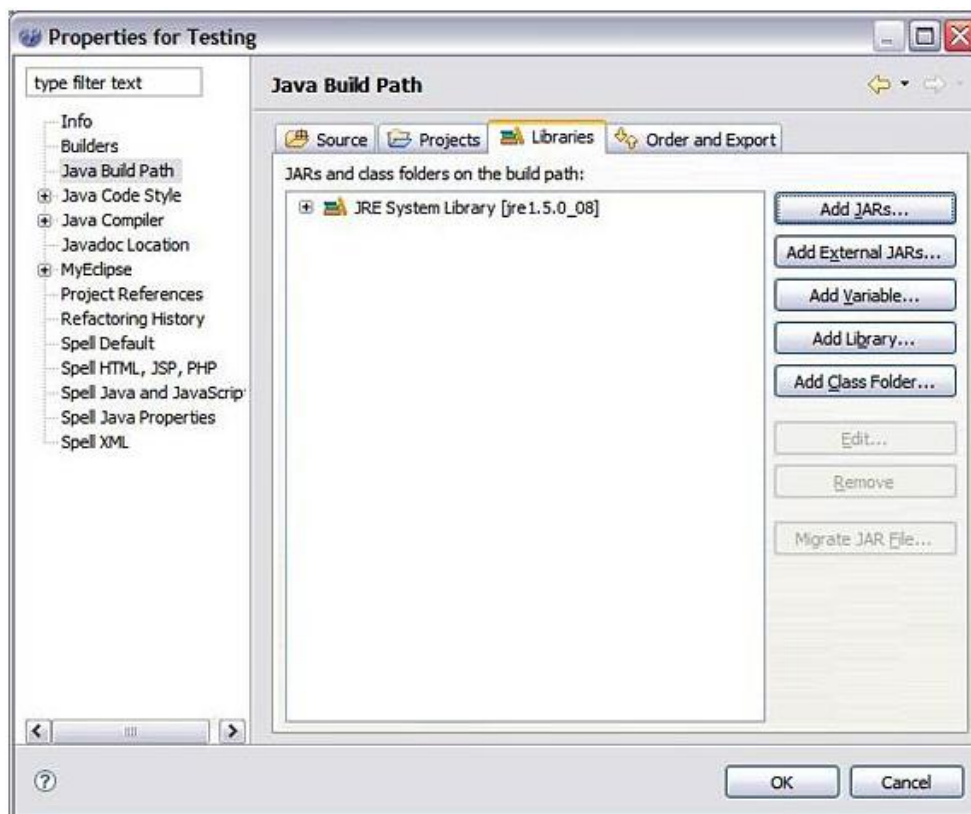 Properties for Testing
type filter text
Info
Builders
Java Build Path
Java Code Style
Java Compiler
Javadoc Location
MyEclipse
Project References
Refactoring History
Spell Default
Spell HTML, JSP, PHP
Spell Java and JavaScrip
Spell Java Properties
Spell XML
Java Build Path
Source Projects Libraries Order and Export
JARs and class folders on the build path:
JRE System Library [jre1.5.0_08]
Add JARs...
Add External JARs...
Add Variable...
Add Library...
Add Class Folder...
Edit...
Remove
Migrate JAR File...
OK Cancel